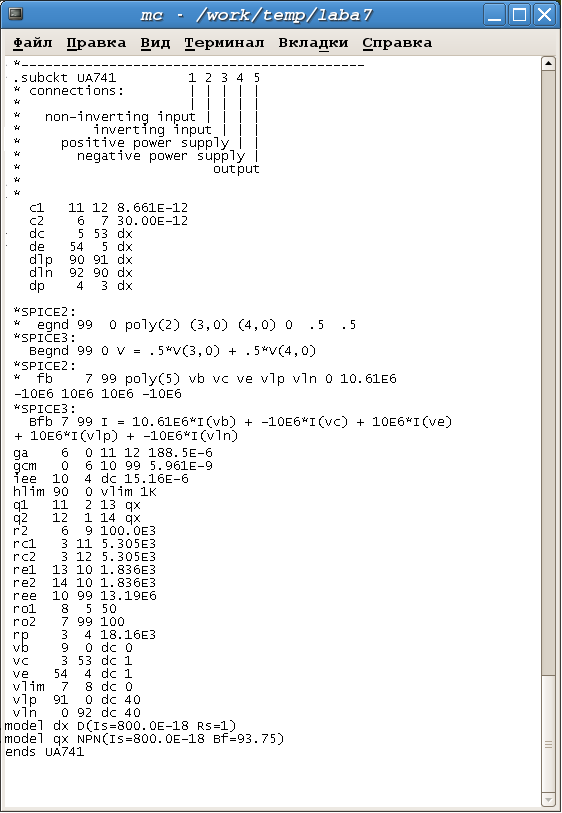 mc - /work/temp/laba7
Файл Правка Вид Терминал Вкладки Справка
*-------------------------------------------
.subckt UA741 1 2 3 4 5
* connections: | | | | |
* | | | | |
* non-inverting input | | | |
* inverting input | | |
* positive power supply | |
* negative power supply |
* output
*
*
c1 11 12 8.661E-12
c2 6 7 30.00E-12
dc 5 53 dx
de 54 5 dx
dlp 90 91 dx
dln 92 90 dx
dp 4 3 dx
*SPICE2:
* egnd 99 0 poly(2) (3,0) (4,0) 0 .5 .5
*SPICE3:
Begnd 99 0 V = .5*V(3,0) + .5*V(4,0)
*SPICE2:
* fb 7 99 poly(5) vb vc ve vlp vln 0 10.61E6
-10E6 10E6 10E6 -10E6
*SPICE3:
Bfb 7 99 I = 10.61E6*I(vb) + -10E6*I(vc) + 10E6*I(ve)
+ 10E6*I(vlp) + -10E6*I(vln)
ga 6 0 11 12 188.5E-6
gcm 0 6 10 99 5.961E-9
iee 10 4 dc 15.16E-6
hlim 90 0 vlim 1K
q1 11 2 13 qx
q2 12 1 14 qx
r2 6 9 100.0E3
rc1 3 11 5.305E3
rc2 3 12 5.305E3
re1 13 10 1.836E3
re2 14 10 1.836E3
ree 10 99 13.19E6
ro1 8 5 50
ro2 7 99 100
rp 3 4 18.16E3
vb 9 0 dc 0
vc 3 53 dc 1
ve 54 4 dc 1
vlim 7 8 dc 0
vlp 91 0 dc 40
vln 0 92 dc 40
model dx D(Is=800.0E-18 Rs=1)
model qx NPN(Is=800.0E-18 Bf=93.75)
ends UA741